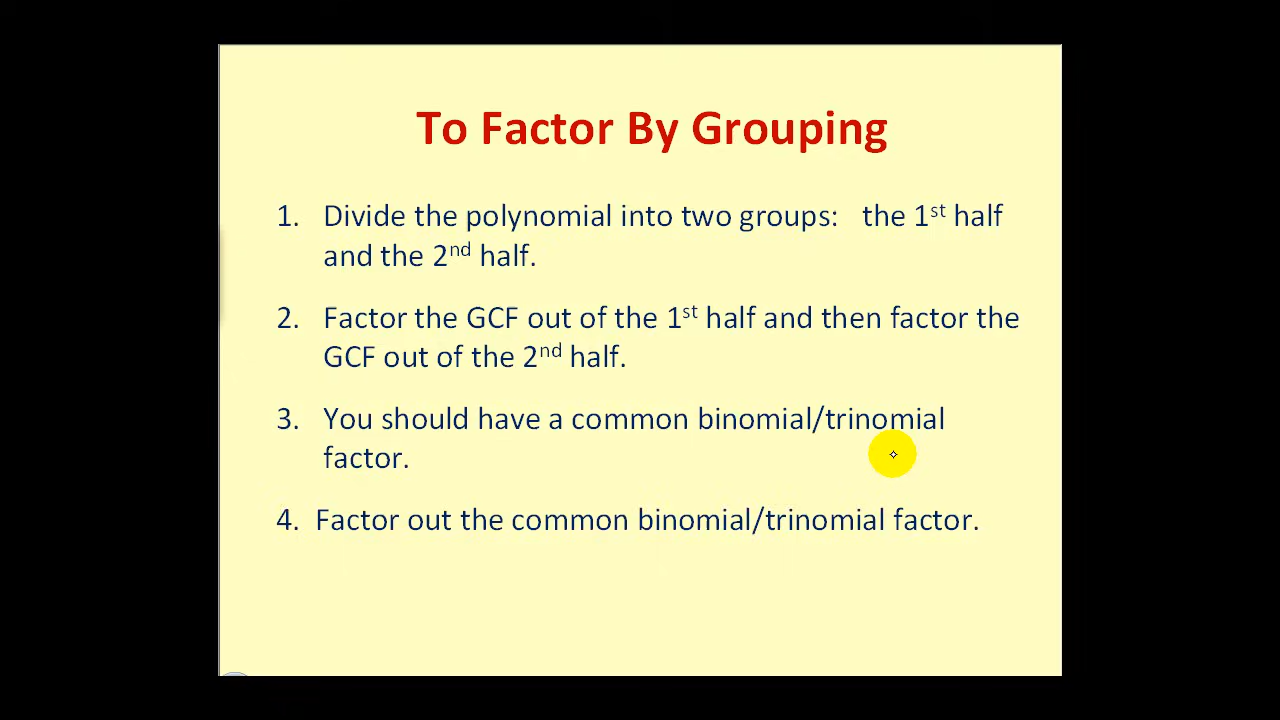 To Factor By Grouping
1. Divide the polynomial into two groups: the 1st half
and the 2nd half.
2. Factor the GCF out of the 1st half and then factor the
GCF out of the 2nd half.
3. You should have a common binomial/trinomial
factor.
4. Factor out the common binomial/trinomial factor.